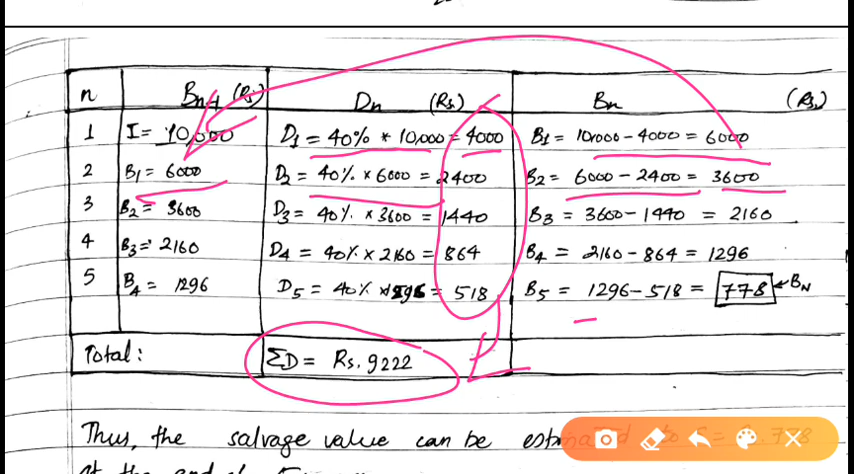 n Bn-1 (Rs) Dn (Rs.) Bn (Rs.)
1 I = 10,000 D1 = 40% * 10,000 = 4000 B1 = 10,000 - 4000 = 6000
2 B1 = 6000 D2 = 40% × 6000 = 2400 B2 = 6000 - 2400 = 3600
3 B2 = 3600 D3 = 40% × 3600 = 1440 B3 = 3600 - 1440 = 2160
4 B3 = 2160 D4 = 40% × 2160 = 864 B4 = 2160 - 864 = 1296
5 B4 = 1296 D5 = 40% × 1296 = 518 B5 = 1296 - 518 = 778 ← BN
Total: ΣD = Rs. 9222
Thus, the salvage value can be 778